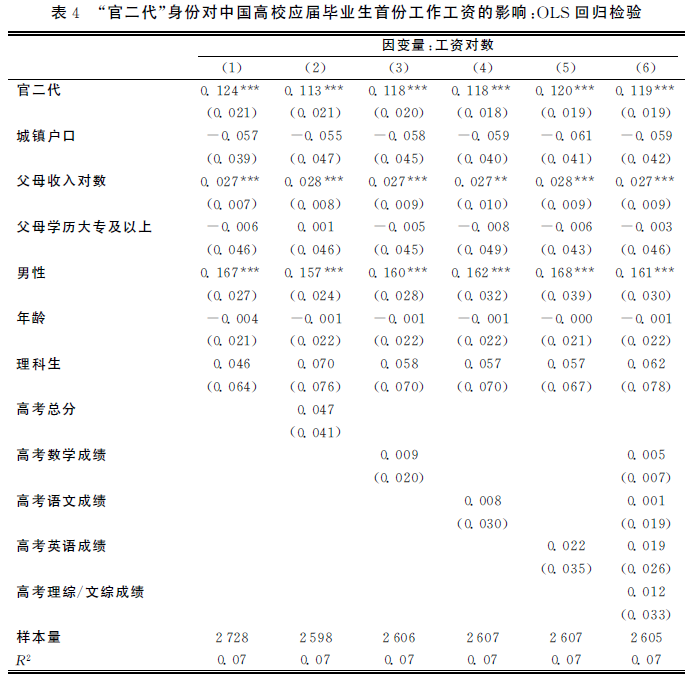 表 4 “官二代”身份对中国高校应届毕业生首份工作工资的影响:OLS 回归检验
因变量:工资对数
(1) (2) (3) (4) (5) (6)
官二代 0.124*** 0.113*** 0.118*** 0.118*** 0.120*** 0.119***
(0.021) (0.021) (0.020) (0.018) (0.019) (0.019)
城镇户口 −0.057 −0.055 −0.058 −0.059 −0.061 −0.059
(0.039) (0.047) (0.045) (0.040) (0.041) (0.042)
父母收入对数 0.027*** 0.028*** 0.027*** 0.027** 0.028*** 0.027***
(0.007) (0.008) (0.009) (0.010) (0.009) (0.009)
父母学历大专及以上 −0.006 0.001 −0.005 −0.008 −0.006 −0.003
(0.046) (0.046) (0.045) (0.049) (0.043) (0.046)
男性 0.167*** 0.157*** 0.160*** 0.162*** 0.168*** 0.161***
(0.027) (0.024) (0.028) (0.032) (0.039) (0.030)
年龄 −0.004 −0.001 −0.001 −0.001 −0.000 −0.001
(0.021) (0.022) (0.022) (0.022) (0.021) (0.022)
理科生 0.046 0.070 0.058 0.057 0.057 0.062
(0.064) (0.076) (0.070) (0.070) (0.067) (0.078)
高考总分 0.047
(0.041)
高考数学成绩 0.009 0.005
(0.020) (0.007)
高考语文成绩 0.008 0.001
(0.030) (0.019)
高考英语成绩 0.022 0.019
(0.035) (0.026)
高考理综/文综成绩 0.012
(0.033)
样本量 2 728 2 598 2 606 2 607 2 607 2 605
R² 0.07 0.07 0.07 0.07 0.07 0.07